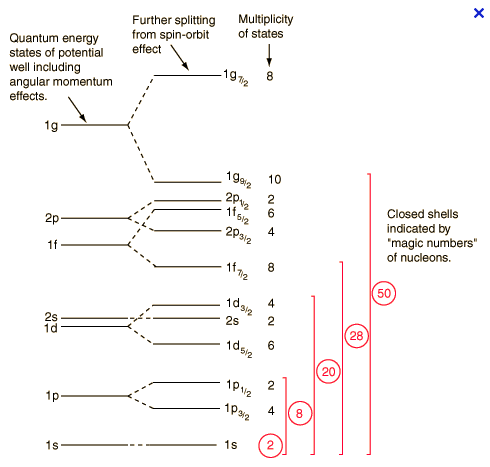 Quantum energy
states of potential
well including
angular momentum
effects.
Further splitting
from spin-orbit
effect
Multiplicity
of states
1g
1g7/2 8
1g9/2 10
2p
2p1/2 2
1f5/2 6
2p3/2 4
1f
1f7/2 8
Closed shells
indicated by
"magic numbers"
of nucleons.
50
28
20
8
2
1d3/2 4
2s
2s 2
1d
1d5/2 6
1p
1p1/2 2
1p3/2 4
1s
1s